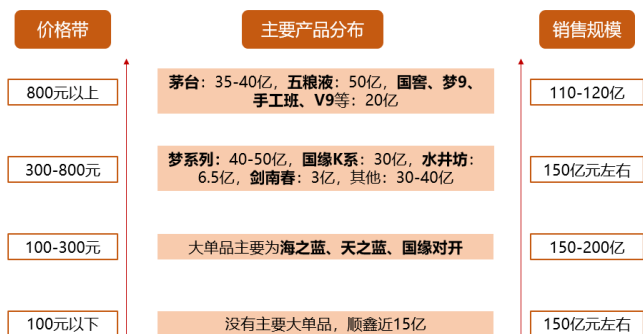 价格带 主要产品分布 销售规模
800元以上
茅台：35-40亿，五粮液：50亿，国窖、梦9、
手工班、V9等：20亿
110-120亿
300-800元
梦系列：40-50亿，国缘K系：30亿，水井坊：
6.5亿，剑南春：3亿，其他：30-40亿
150亿元左右
100-300元
大单品主要为海之蓝、天之蓝、国缘对开
150-200亿
100元以下
没有主要大单品，顺鑫近15亿
150亿元左右